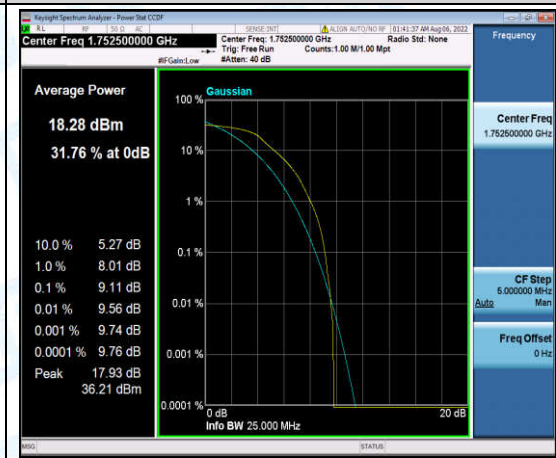 Keysight Spectrum Analyzer - Power Stat CCDF
RL RF 50 Ω AC SENSE:INT ALIGN AUTO/NO RF 01:41:37 AM Aug 06, 2022
Center Freq 1.752500000 GHz
Center Freq: 1.752500000 GHz Radio Std: None
Trig: Free Run Counts:1.00 M/1.00 Mpt
#IFGain:Low #Atten: 40 dB
Frequency
Average Power
18.28 dBm
31.76 % at 0dB
10.0 % 5.27 dB
1.0 % 8.01 dB
0.1 % 9.11 dB
0.01 % 9.56 dB
0.001 % 9.74 dB
0.0001 % 9.76 dB
Peak 17.93 dB
36.21 dBm
Gaussian
100 %
10 %
1 %
0.1 %
0.01 %
0.001 %
0.0001 %
0 dB 20 dB
Info BW 25.000 MHz
Center Freq
1.752500000 GHz
CF Step
5.000000 MHz
Auto Man
Freq Offset
0 Hz
MSG STATUS